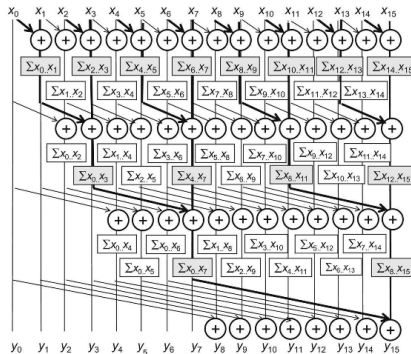 x₀ x₁ x₂ x₃ x₄ x₅ x₆ x₇ x₈ x₉ x₁₀ x₁₁ x₁₂ x₁₃ x₁₄ x₁₅
+ + + + + + + + + + + + + + +
Σx₀..x₁ Σx₂..x₃ Σx₄..x₅ Σx₆..x₇ Σx₈..x₉ Σx₁₀..x₁₁ Σx₁₂..x₁₃ Σx₁₄..x₁₅
Σx₁..x₂ Σx₃..x₄ Σx₅..x₆ Σx₇..x₈ Σx₉..x₁₀ Σx₁₁..x₁₂ Σx₁₃..x₁₄
+ + + + + + + + + + + + + +
Σx₀..x₂ Σx₁..x₄ Σx₃..x₆ Σx₅..x₈ Σx₇..x₁₀ Σx₉..x₁₂ Σx₁₁..x₁₄
Σx₀..x₃ Σx₂..x₅ Σx₄..x₇ Σx₆..x₉ Σx₈..x₁₁ Σx₁₀..x₁₃ Σx₁₂..x₁₅
+ + + + + + + + + + + +
Σx₀..x₄ Σx₀..x₆ Σx₁..x₈ Σx₃..x₁₀ Σx₅..x₁₂ Σx₇..x₁₄
Σx₀..x₅ Σx₀..x₇ Σx₂..x₉ Σx₄..x₁₁ Σx₆..x₁₃ Σx₈..x₁₅
+ + + + + + + +
y₀ y₁ y₂ y₃ y₄ y₅ y₆ y₇ y₈ y₉ y₁₀ y₁₁ y₁₂ y₁₃ y₁₄ y₁₅